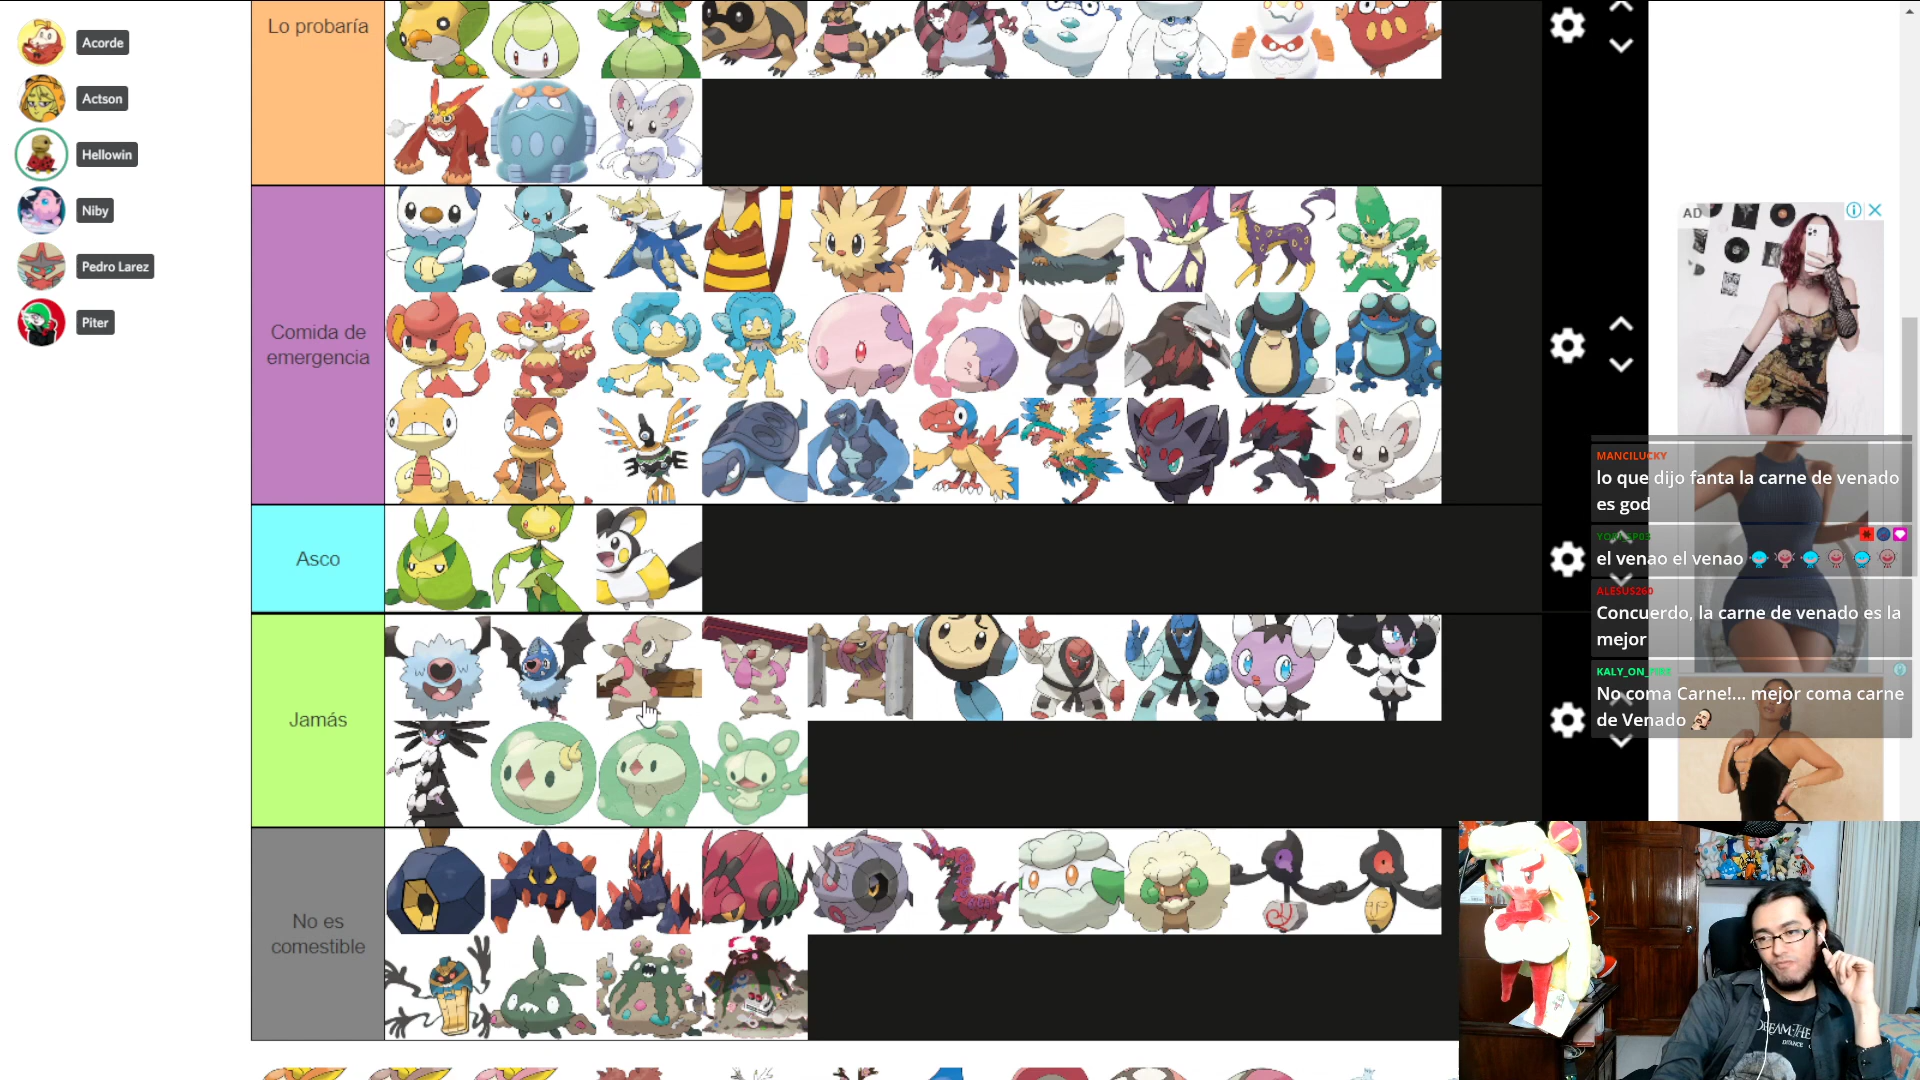 Acorde
Actson
Hellowin
Niby
Pedro Larez
Piter
Lo probaría
Comida de
emergencia
Asco
Jamás
No es
comestible
AD
MANCILUCKY
lo que dijo fanta la carne de venado
es god
el venao el venao
ALESUS260
Concuerdo, la carne de venado es la
mejor
KALY_ON_FIRE
No coma Carne!... mejor coma carne
de Venado